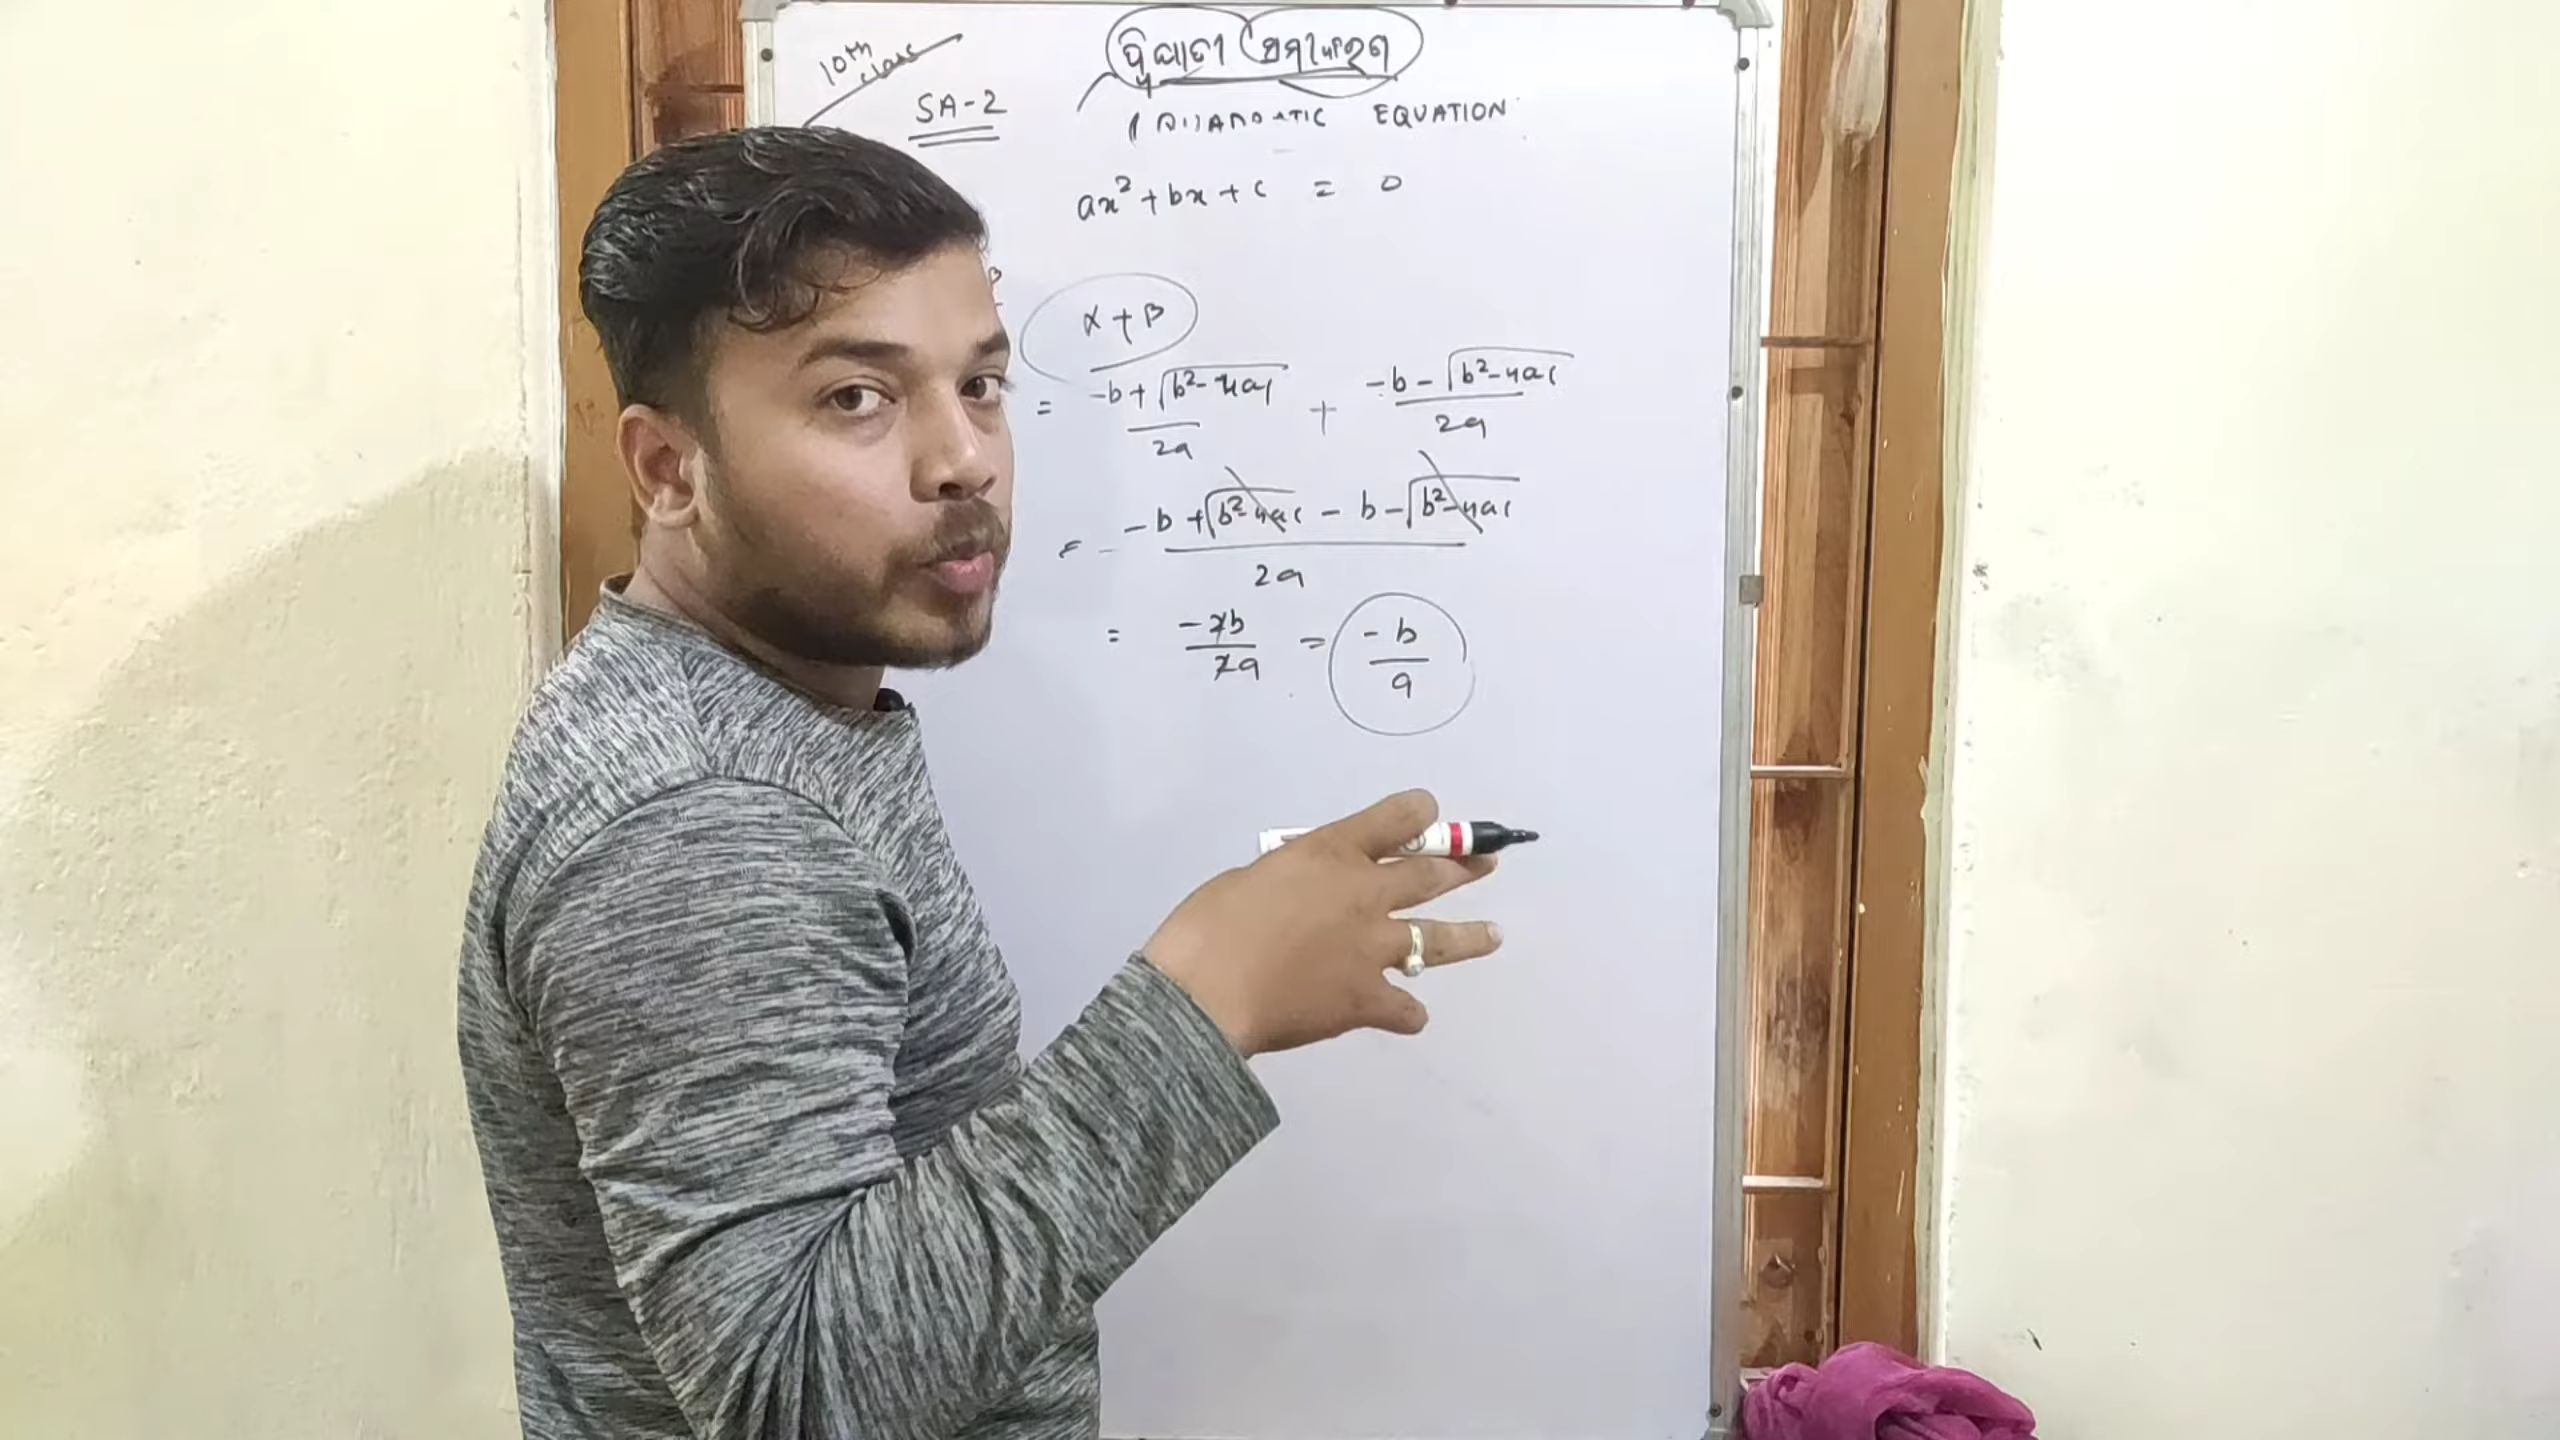 10th class
ଦ୍ୱିଘାତୀ ସମୀକରଣ
SA-2
EQUATION
ax² + bx + c = 0
α + β
= -b + √b²-4ac / 2a + -b - √b²-4ac / 2a
= -b + √b²-4ac - b - √b²-4ac / 2a
= -2b / 2a = -b / a